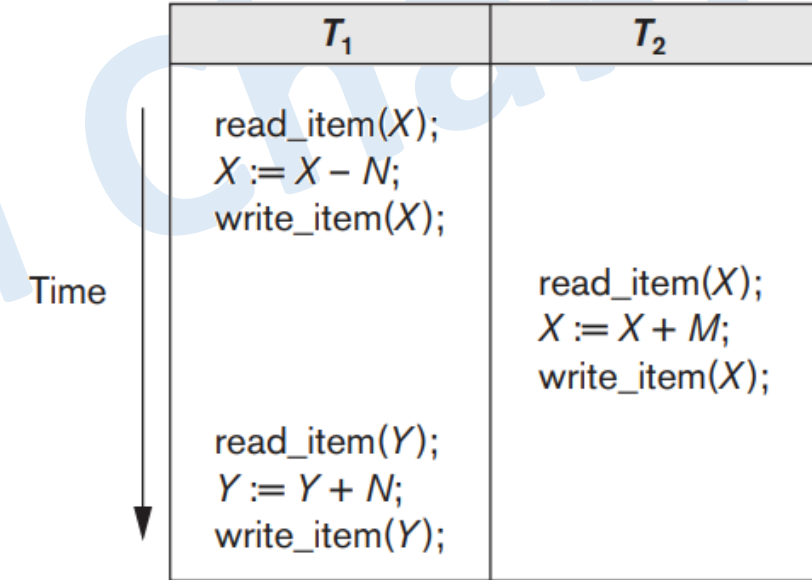 T₁ T₂
read_item(X);
X := X – N;
write_item(X);
Time
read_item(X);
X := X + M;
write_item(X);
read_item(Y);
Y := Y + N;
write_item(Y);